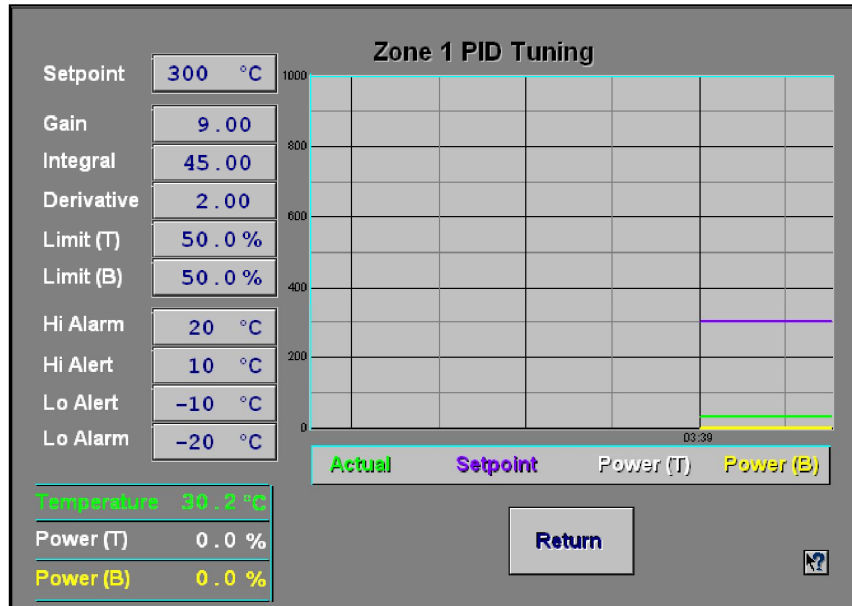 Zone 1 PID Tuning
Setpoint 300 °C
Gain 9.00
Integral 45.00
Derivative 2.00
Limit (T) 50.0%
Limit (B) 50.0%
Hi Alarm 20 °C
Hi Alert 10 °C
Lo Alert -10 °C
Lo Alarm -20 °C
Temperature 30.2 °C
Power (T) 0.0 %
Power (B) 0.0 %
1000
800
600
400
200
0
03:39
Actual Setpoint Power (T) Power (B)
Return
?